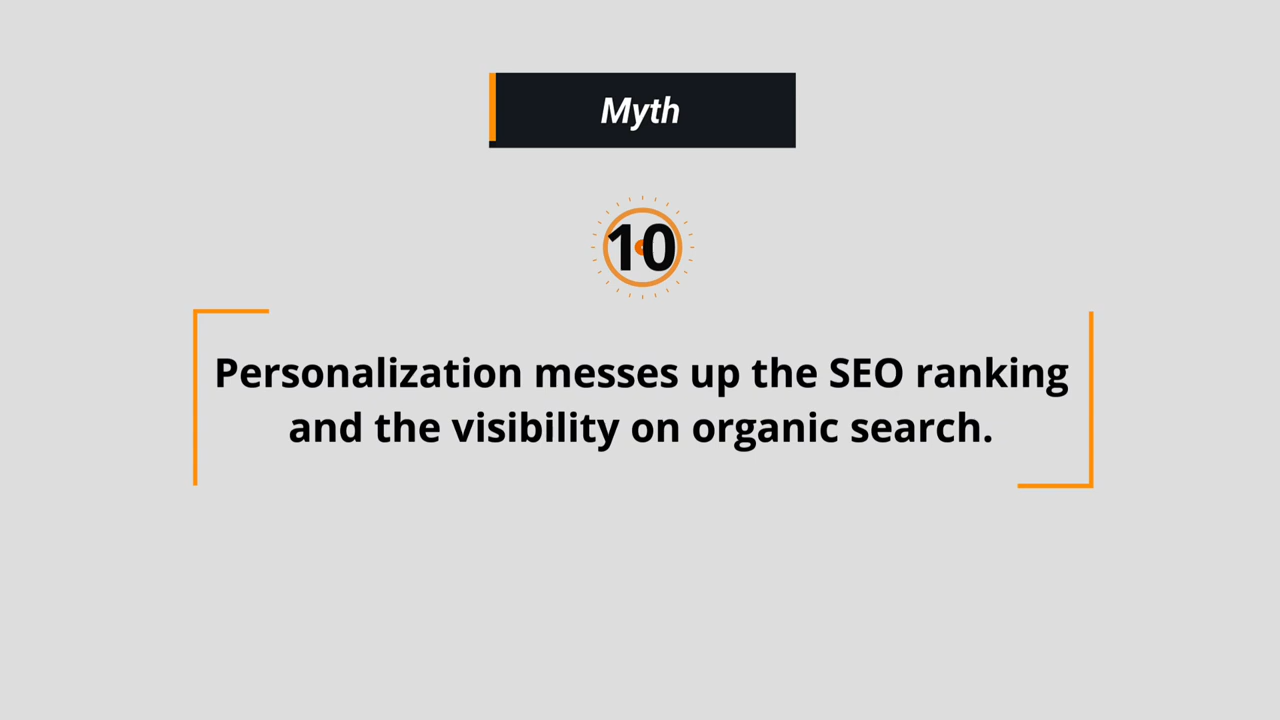 Myth
10
Personalization messes up the SEO ranking
and the visibility on organic search.